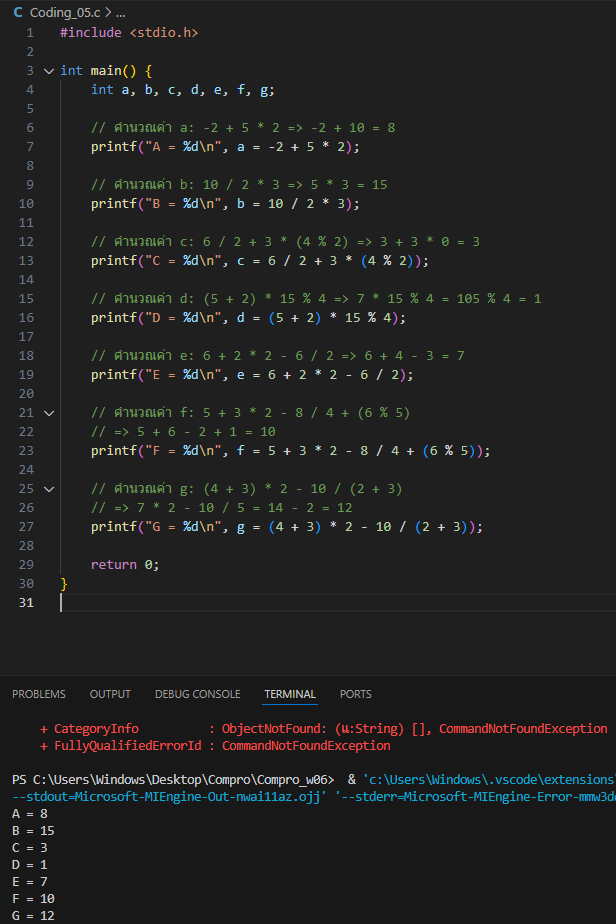 C Coding_05.c > ...
1 #include <stdio.h>
2
3 int main() {
4 int a, b, c, d, e, f, g;
5
6 // คำนวณค่า a: -2 + 5 * 2 => -2 + 10 = 8
7 printf("A = %d\n", a = -2 + 5 * 2);
8
9 // คำนวณค่า b: 10 / 2 * 3 => 5 * 3 = 15
10 printf("B = %d\n", b = 10 / 2 * 3);
11
12 // คำนวณค่า c: 6 / 2 + 3 * (4 % 2) => 3 + 3 * 0 = 3
13 printf("C = %d\n", c = 6 / 2 + 3 * (4 % 2));
14
15 // คำนวณค่า d: (5 + 2) * 15 % 4 => 7 * 15 % 4 = 105 % 4 = 1
16 printf("D = %d\n", d = (5 + 2) * 15 % 4);
17
18 // คำนวณค่า e: 6 + 2 * 2 - 6 / 2 => 6 + 4 - 3 = 7
19 printf("E = %d\n", e = 6 + 2 * 2 - 6 / 2);
20
21 // คำนวณค่า f: 5 + 3 * 2 - 8 / 4 + (6 % 5)
22 // => 5 + 6 - 2 + 1 = 10
23 printf("F = %d\n", f = 5 + 3 * 2 - 8 / 4 + (6 % 5));
24
25 // คำนวณค่า g: (4 + 3) * 2 - 10 / (2 + 3)
26 // => 7 * 2 - 10 / 5 = 14 - 2 = 12
27 printf("G = %d\n", g = (4 + 3) * 2 - 10 / (2 + 3));
28
29 return 0;
30 }
31
PROBLEMS OUTPUT DEBUG CONSOLE TERMINAL PORTS
+ CategoryInfo : ObjectNotFound: (แ:String) [], CommandNotFoundException
+ FullyQualifiedErrorId : CommandNotFoundException
PS C:\Users\Windows\Desktop\Compro\Compro_w06> & 'c:\Users\Windows\.vscode\extensions\
--stdout=Microsoft-MIEngine-Out-nwai11az.ojj' '--stderr=Microsoft-MIEngine-Error-mmw3d
A = 8
B = 15
C = 3
D = 1
E = 7
F = 10
G = 12